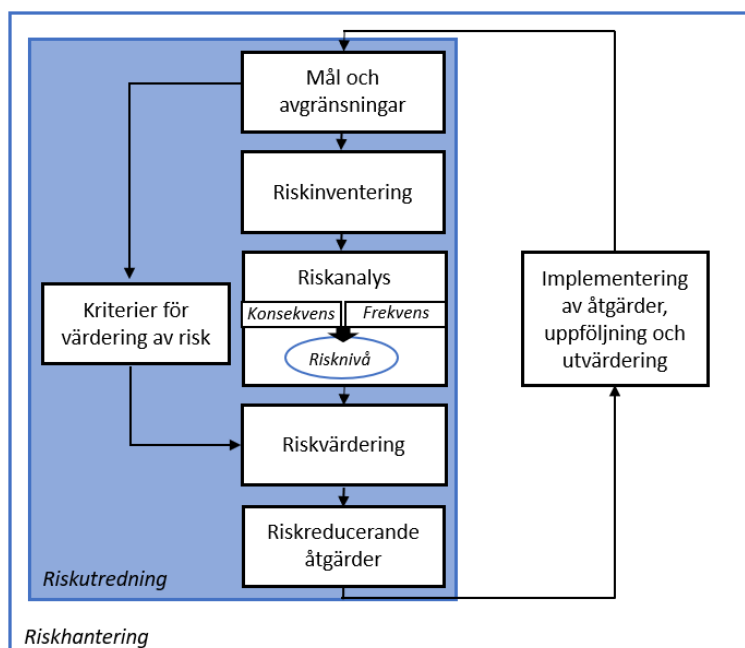 Mål och
avgränsningar
Riskinventering
Riskanalys
Konsekvens
Frekvens
Risknivå
Kriterier för
värdering av risk
Implementering
av åtgärder,
uppföljning och
utvärdering
Riskvärdering
Riskreducerande
åtgärder
Riskutredning
Riskhantering